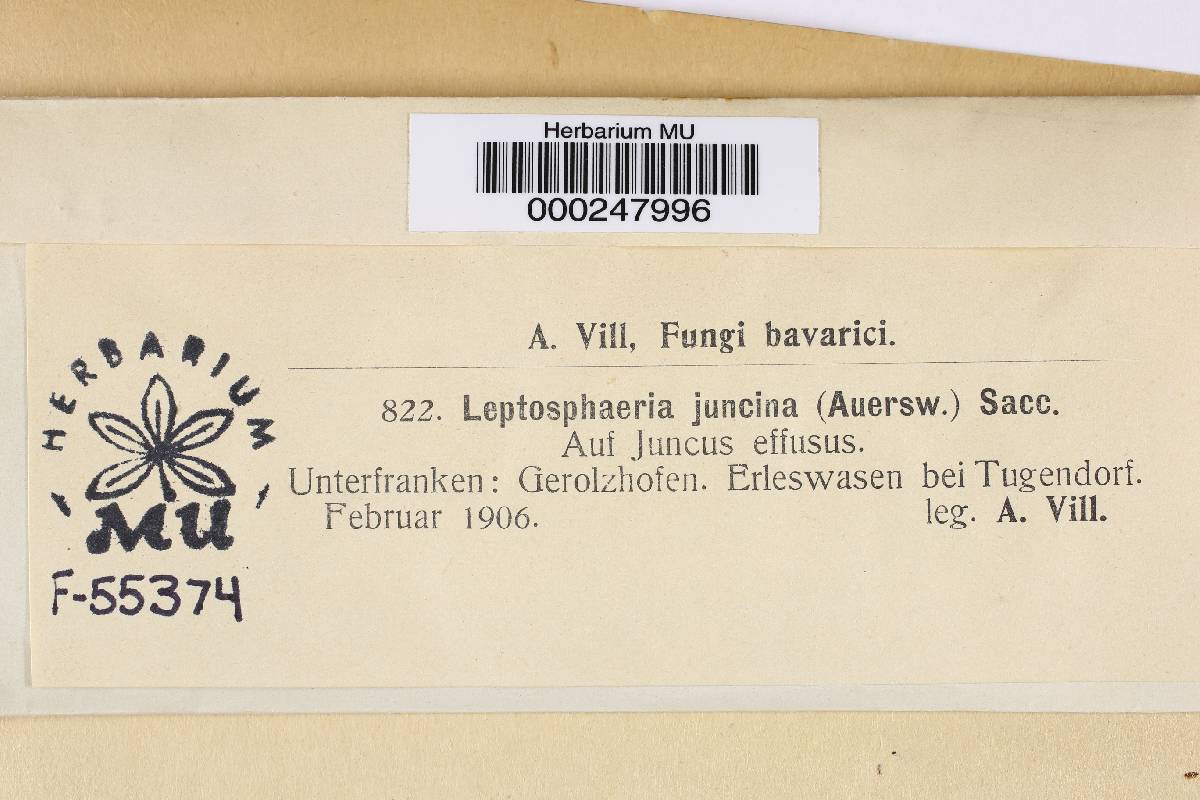 Herbarium MU
000247996
A. Vill, Fungi bavarici.
822. Leptosphaeria juncina (Auersw.) Sacc.
Auf Juncus effusus.
Unterfranken: Gerolzhofen. Erleswasen bei Tugendorf.
Februar 1906. leg. A. Vill.
HERBARIUM
MU
F-55374